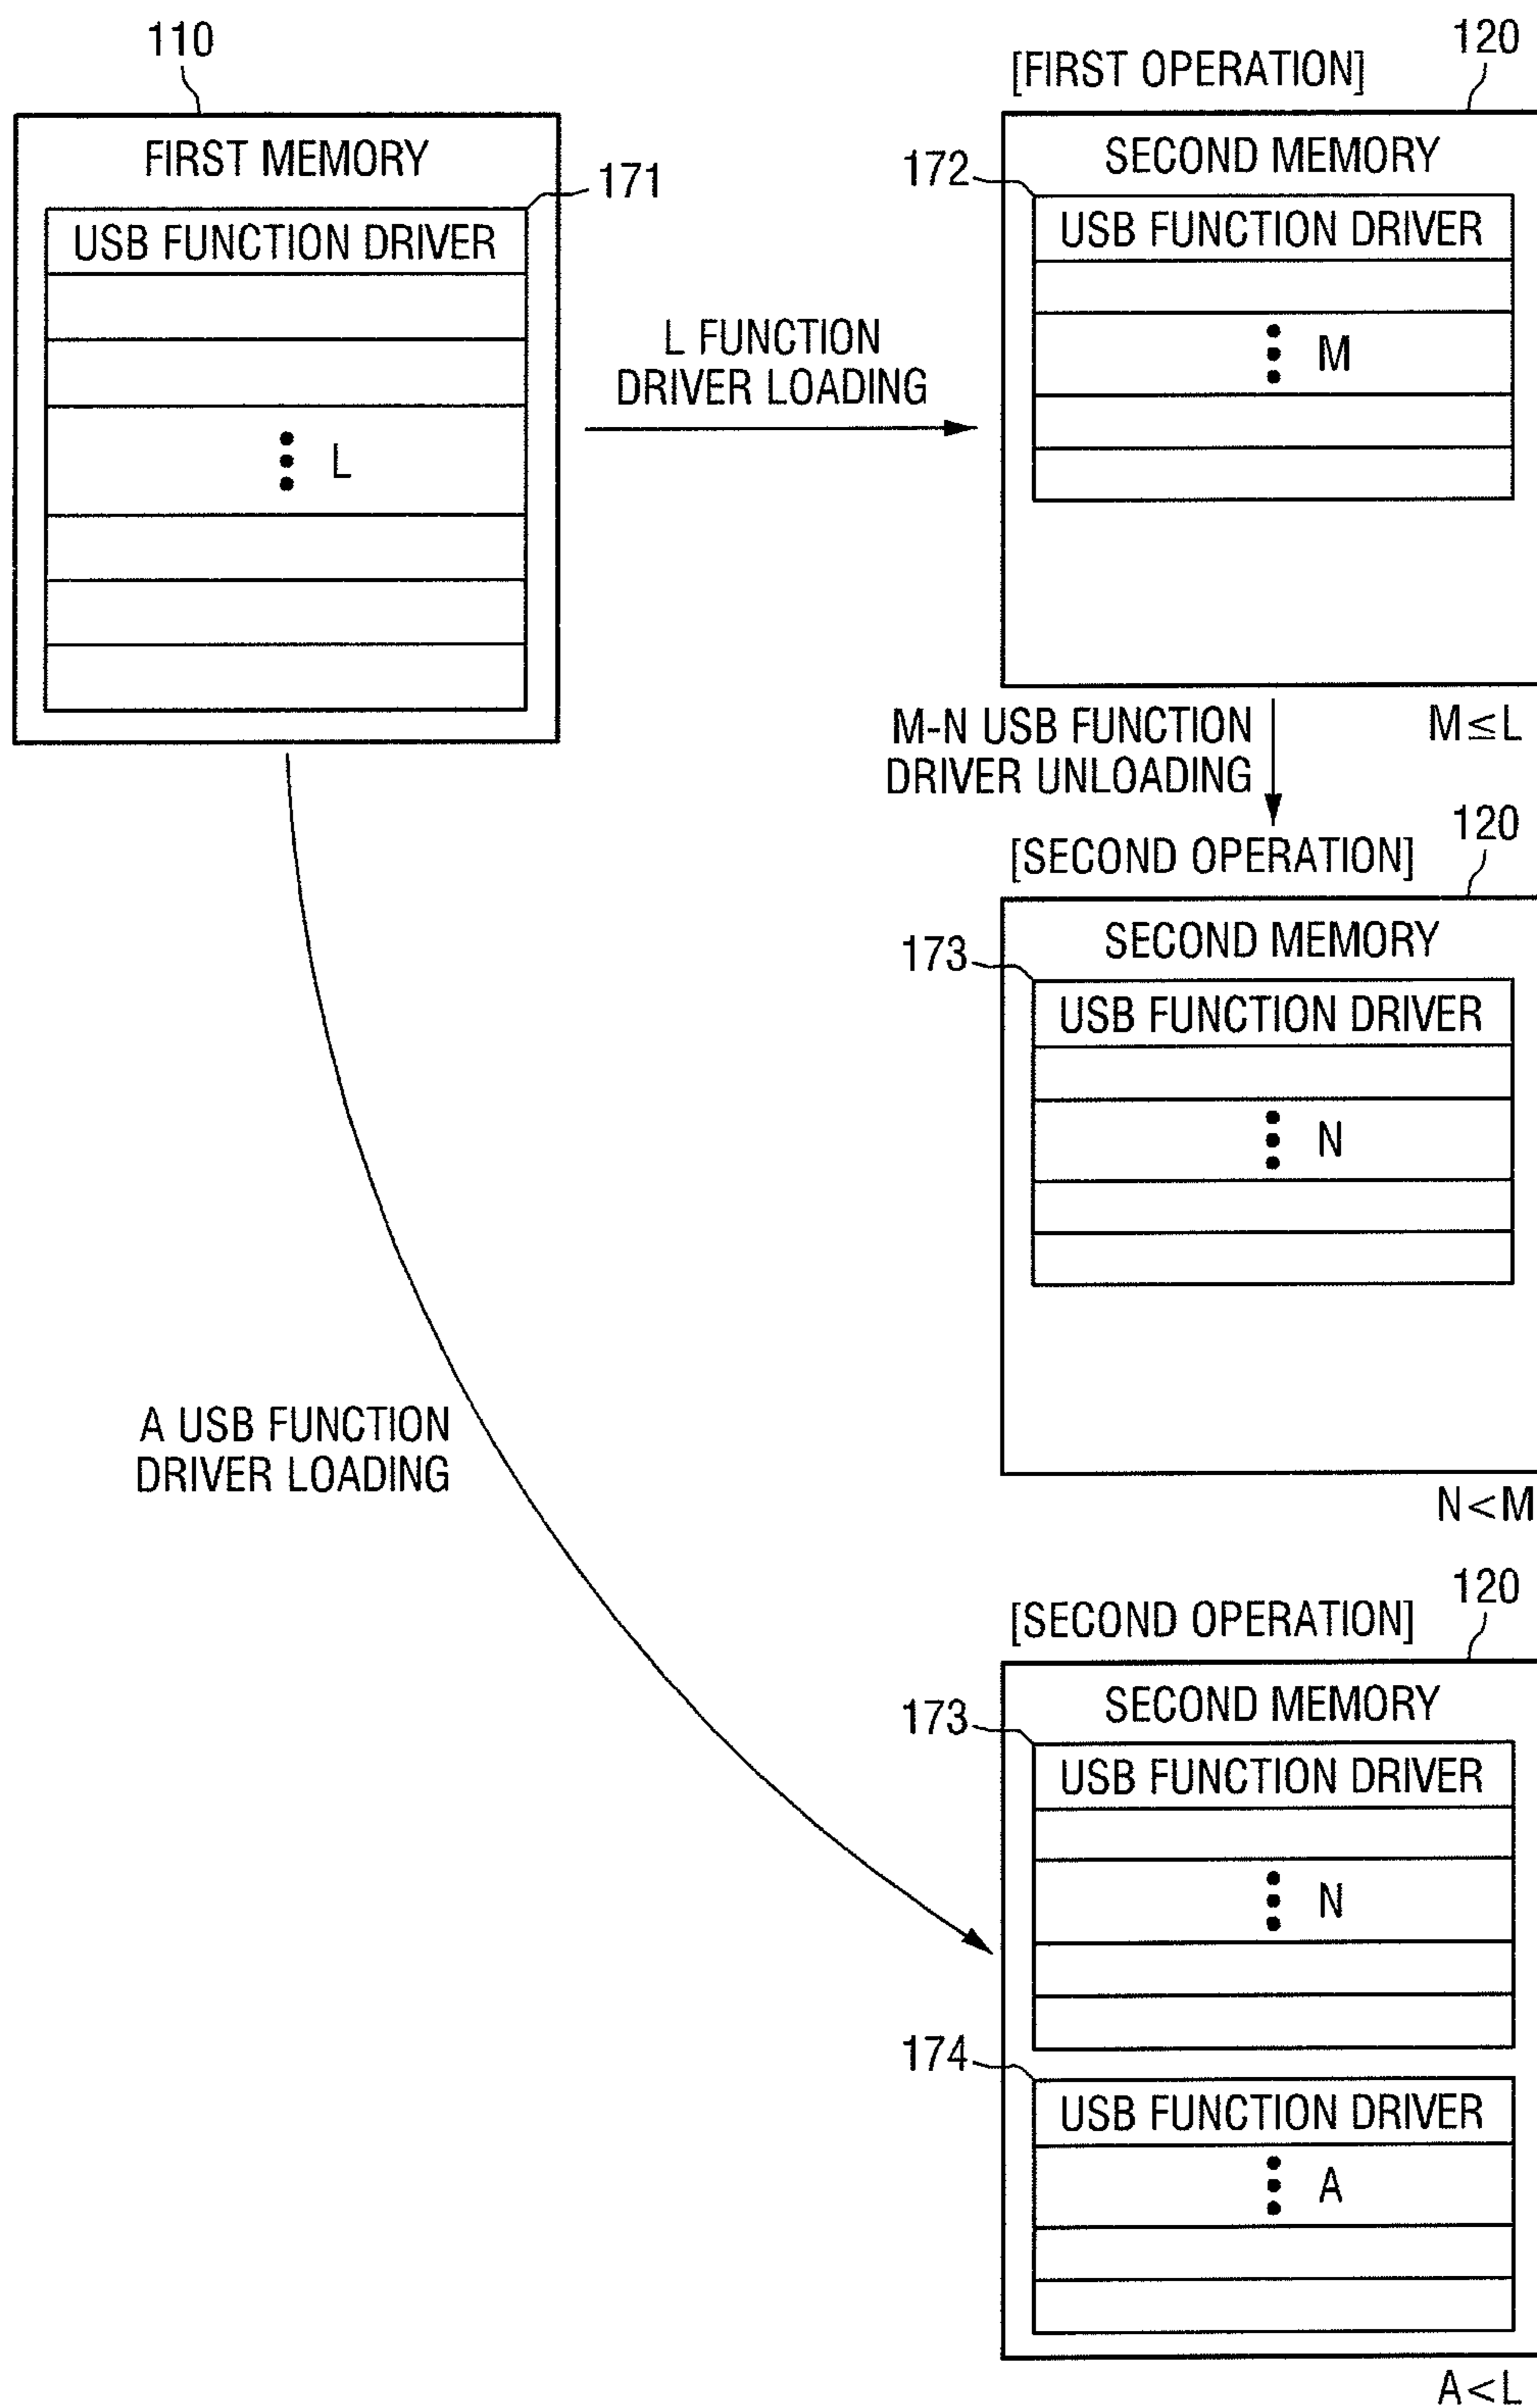 110
FIRST MEMORY
171
USB FUNCTION DRIVER
L
L FUNCTION
DRIVER LOADING
[FIRST OPERATION]
120
SECOND MEMORY
172
USB FUNCTION DRIVER
M
M≦L
M-N USB FUNCTION
DRIVER UNLOADING
[SECOND OPERATION]
120
SECOND MEMORY
173
USB FUNCTION DRIVER
N
N<M
A USB FUNCTION
DRIVER LOADING
[SECOND OPERATION]
120
SECOND MEMORY
173
USB FUNCTION DRIVER
N
174
USB FUNCTION DRIVER
A
A<L